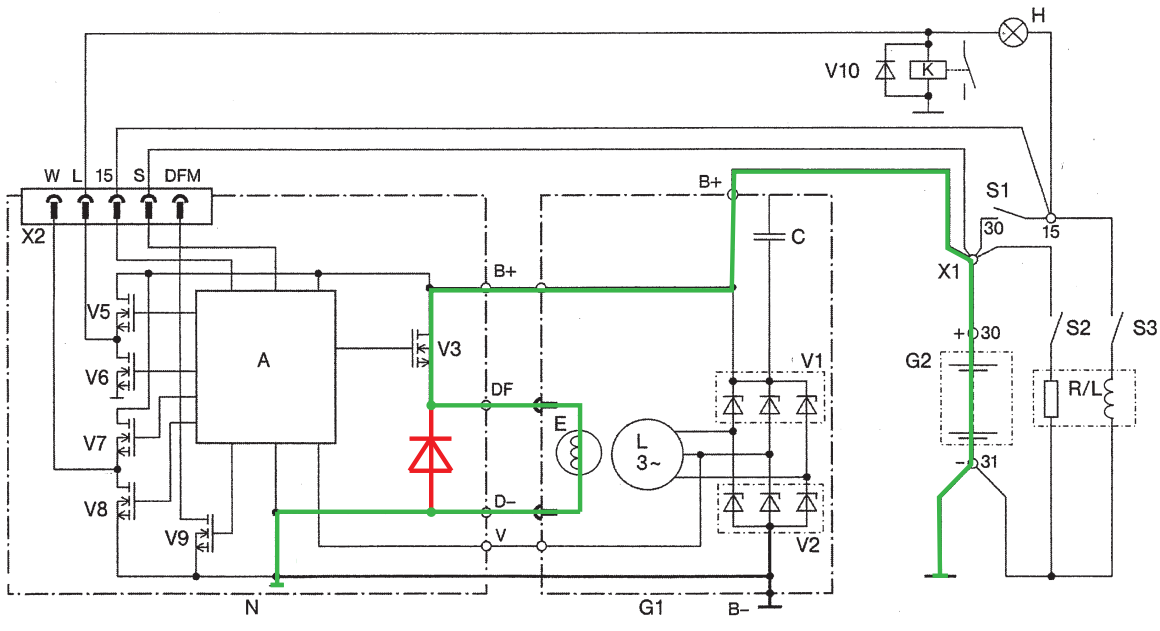 H
V10 K
W L 15 S DFM
B+
S1
X2
C
30 15
B+
X1
V5
A
V3
+ 30
S2 S3
V6
V1
G2
DF
R/L
V7
E
L
3~
- 31
V8
D-
V9
V
V2
N
G1
B-